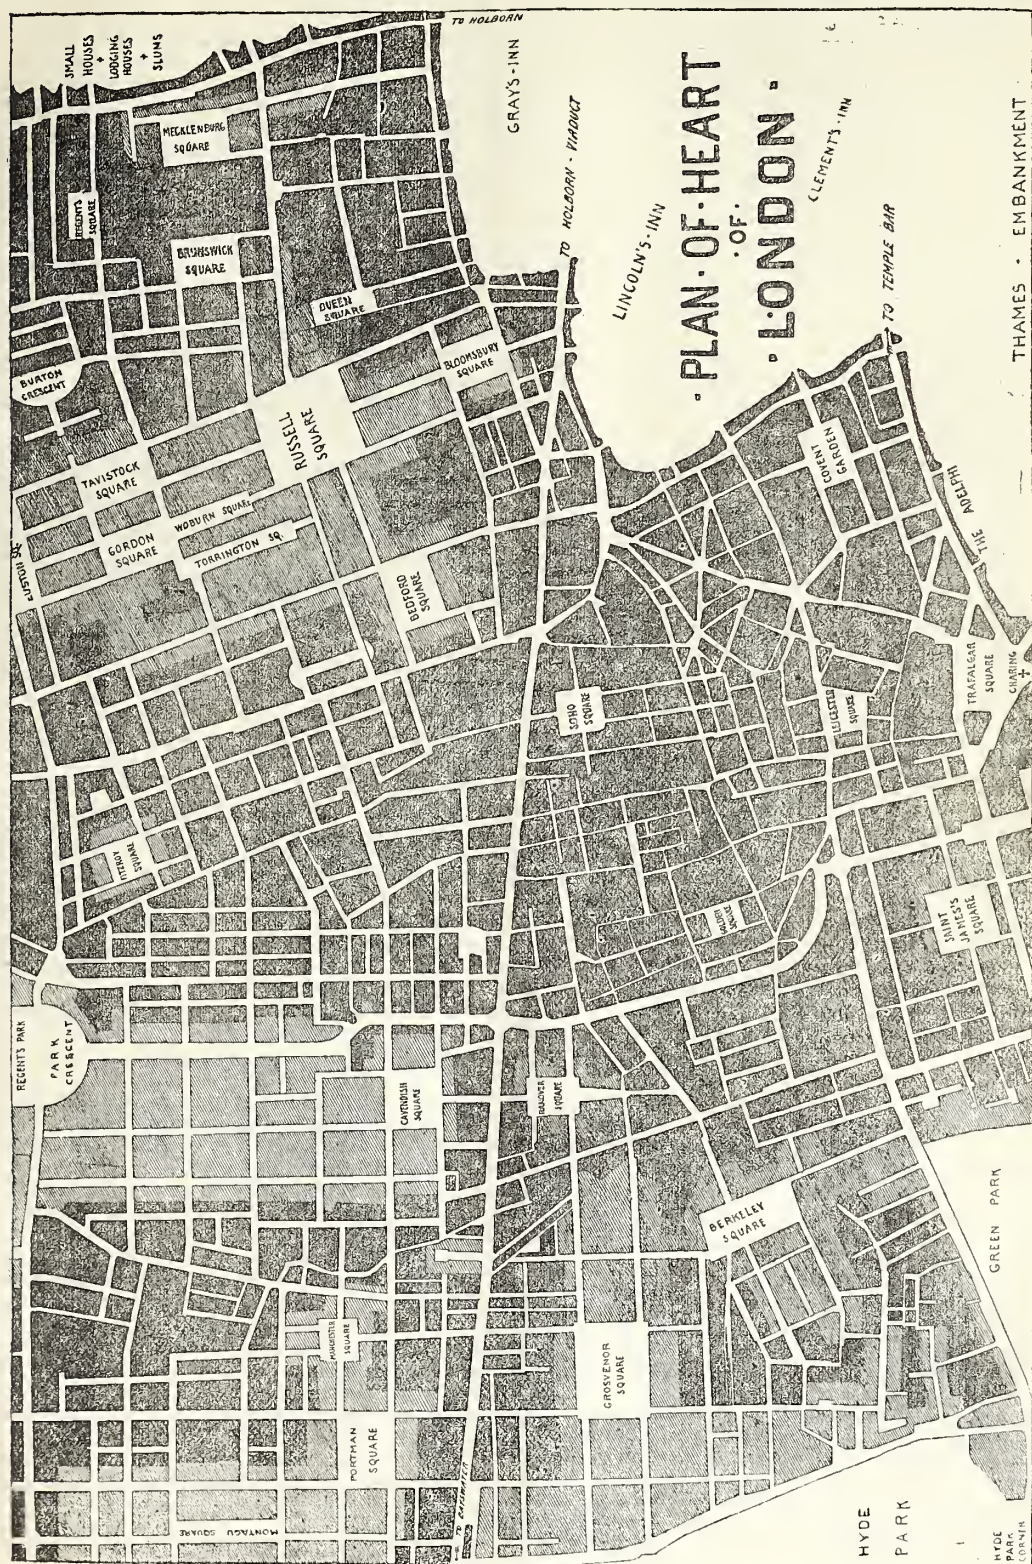 PLAN·OF·HEART
·OF·
·LONDON·
TO HOLBORN
SMALL
HOUSES
+
LODGING
HOUSES
+
SLUMS
GRAY'S-INN
TO HOLBORN-VIADUCT
LINCOLN'S-INN
CLEMENT'S-INN
TO TEMPLE BAR
THAMES · EMBANKMENT
MECKLENBURG
SQUARE
REGENT'S
SQUARE
BRUNSWICK
SQUARE
QUEEN
SQUARE
BURTON
CRESCENT
BLOOMSBURY
SQUARE
RUSSELL
SQUARE
TAVISTOCK
SQUARE
WOBURN SQUARE
GORDON
SQUARE
TORRINGTON SQ.
EUSTON SQ.
BEDFORD
SQUARE
COVENT
GARDEN
THE ADELPHI
TRAFALGAR
SQUARE
CHARING
+
LEICESTER
SQUARE
SOHO
SQUARE
FITZROY
SQUARE
GOLDEN
SQUARE
SAINT
JAMES'S
SQUARE
REGENT'S PARK
PARK
CRESCENT
CAVENDISH
SQUARE
HANOVER
SQUARE
BERKELEY
SQUARE
GREEN PARK
MANCHESTER
SQUARE
GROSVENOR
SQUARE
PORTMAN
SQUARE
MONTAGU SQUARE
TO BAYSWATER
HYDE
PARK
HYDE
PARK
CORNER